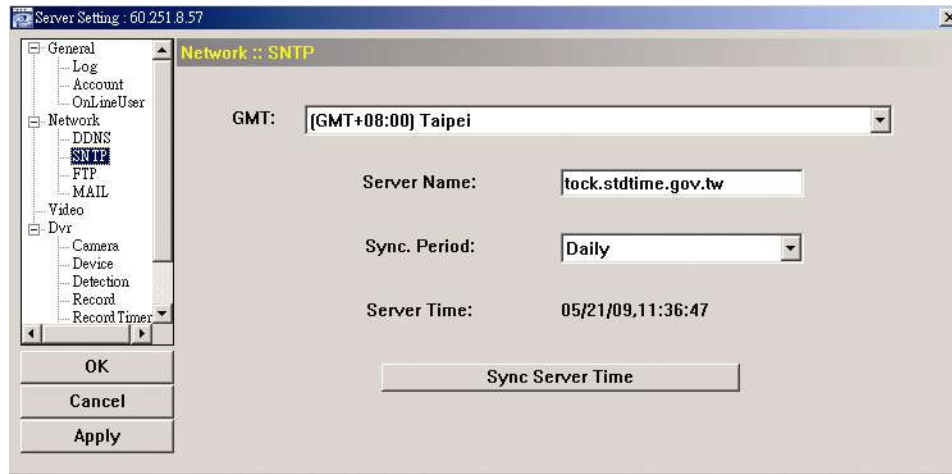 Server Setting : 60.251.8.57
General
Log
Account
OnLineUser
Network
DDNS
SNTP
FTP
MAIL
Video
Dvr
Camera
Device
Detection
Record
Record Timer
OK
Cancel
Apply
Network :: SNTP
GMT: (GMT+08:00) Taipei
Server Name: tock.stdtime.gov.tw
Sync. Period: Daily
Server Time: 05/21/09,11:36:47
Sync Server Time